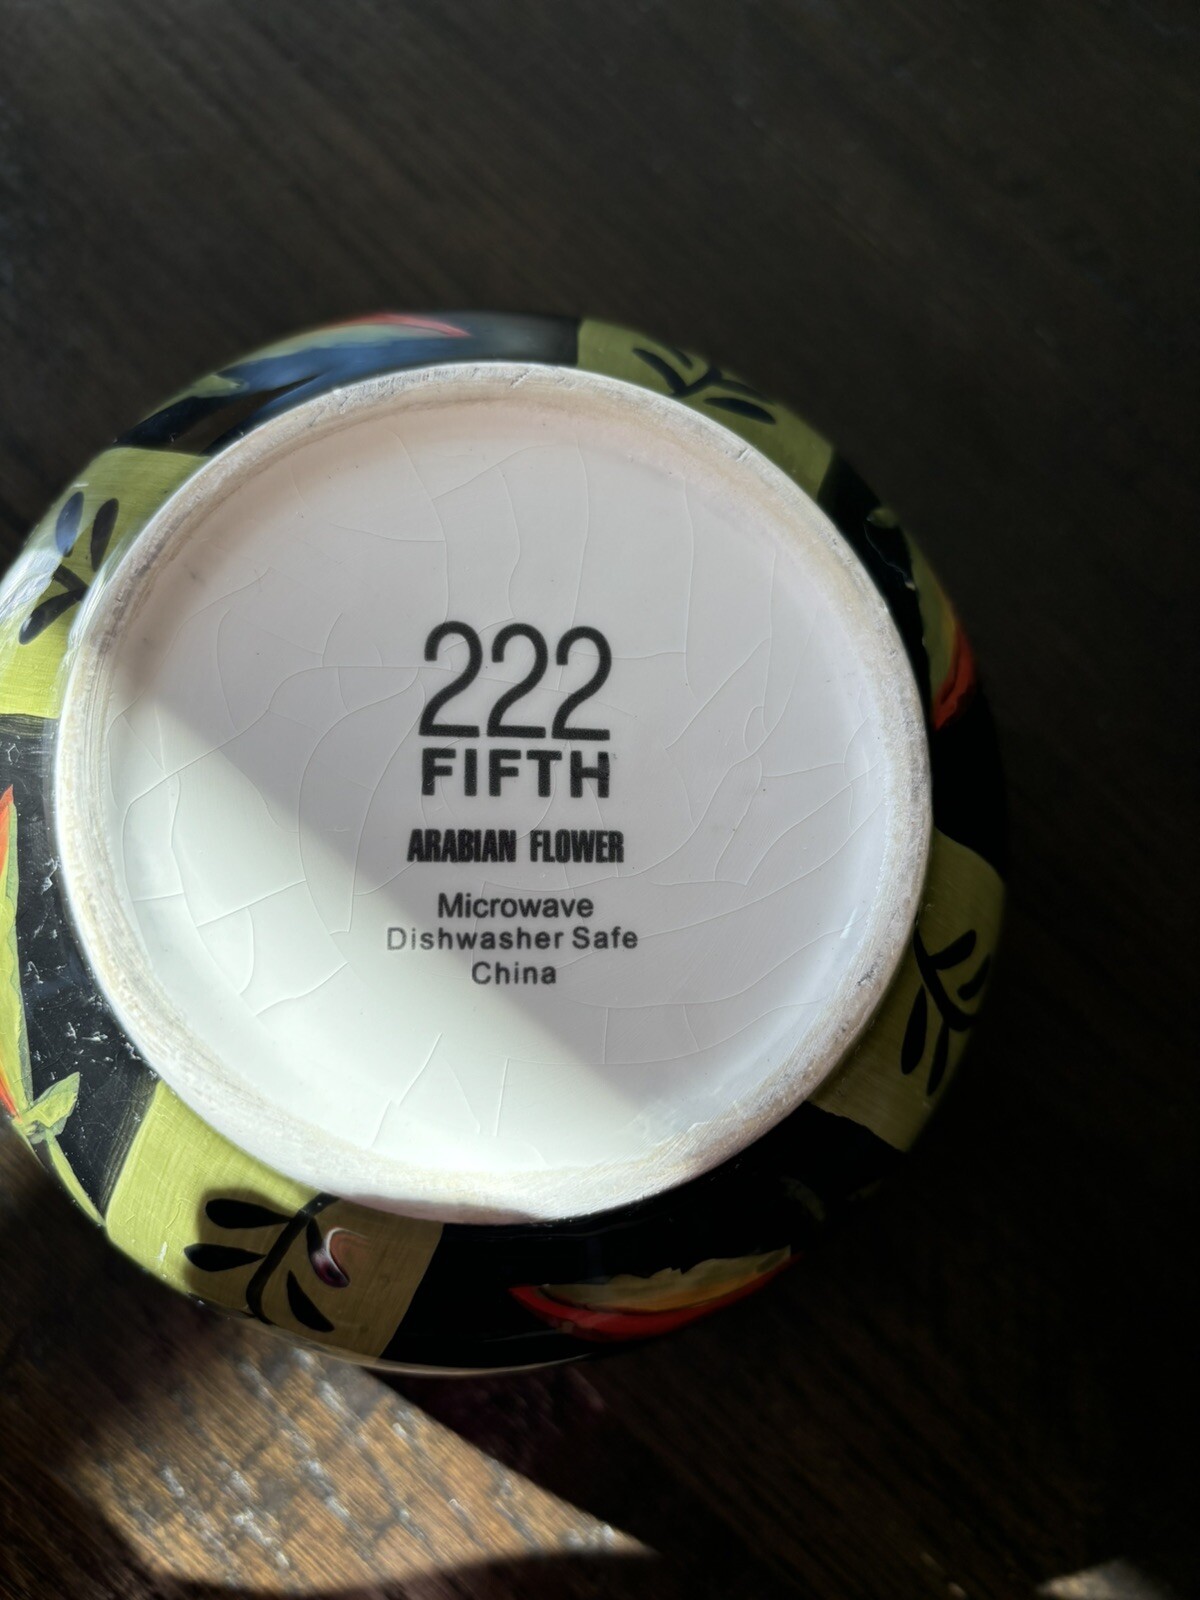 222
FIFTH
ARABIAN FLOWER
Microwave
Dishwasher Safe
China